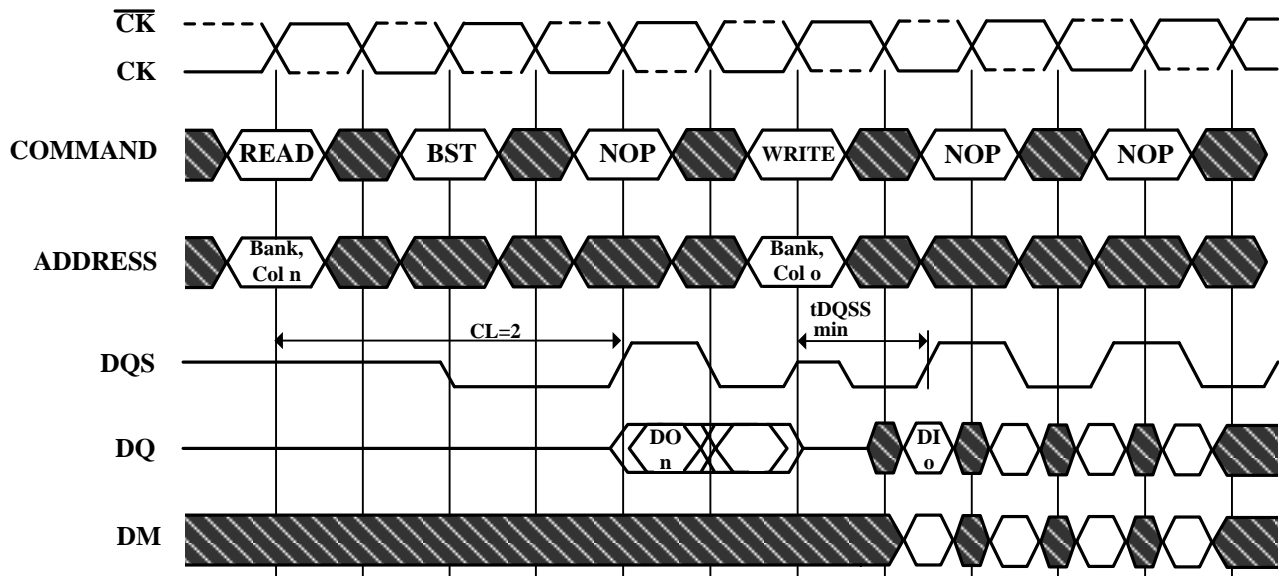 CK
CK
COMMAND
READ
BST
NOP
WRITE
NOP
NOP
ADDRESS
Bank,
Col n
Bank,
Col o
CL=2
tDQSS
min
DQS
DQ
DO
n
DI
o
DM